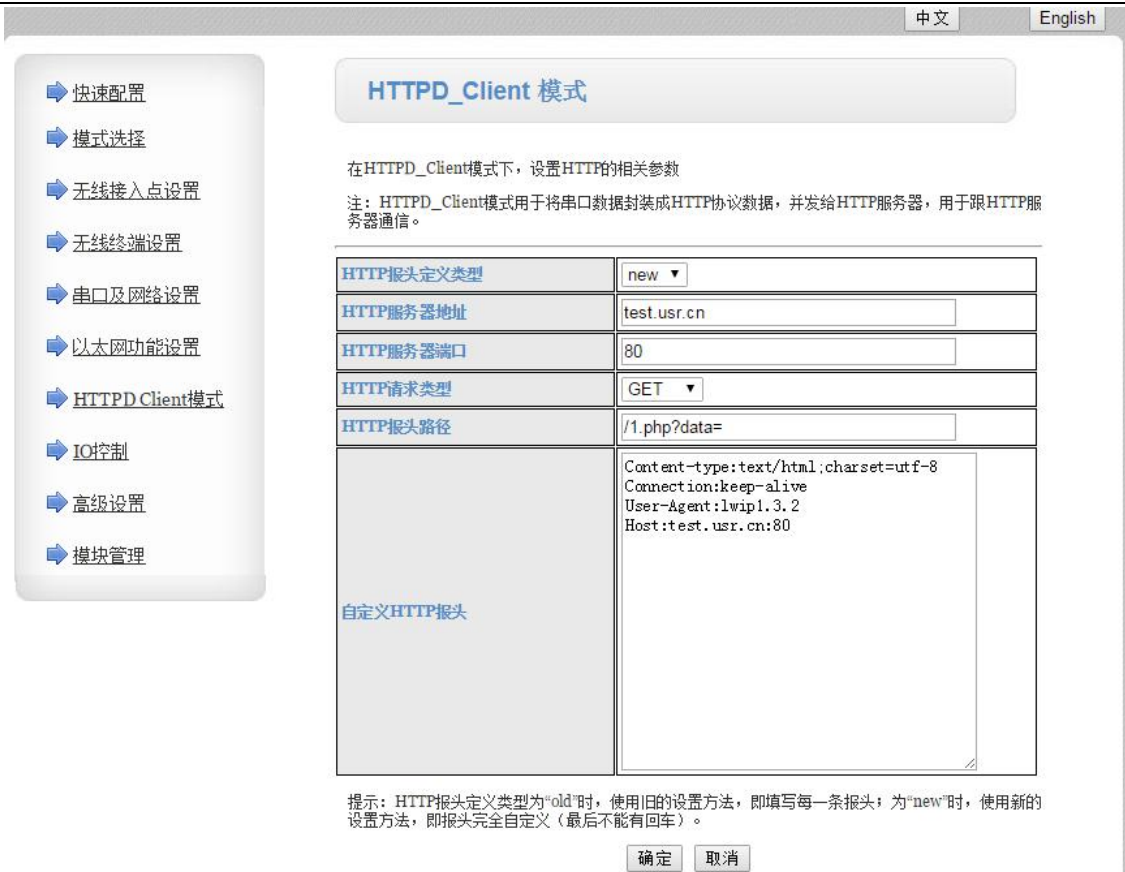 中文 English
快速配置
模式选择
无线接入点设置
无线终端设置
串口及网络设置
以太网功能设置
HTTPD Client模式
IO控制
高级设置
模块管理
HTTPD_Client 模式
在HTTPD_Client模式下，设置HTTP的相关参数
注：HTTPD_Client模式用于将串口数据封装成HTTP协议数据，并发给HTTP服务器，用于跟HTTP服
务器通信。
HTTP报头定义类型 new
HTTP服务器地址 test.usr.cn
HTTP服务器端口 80
HTTP请求类型 GET
HTTP报头路径 /1.php?data=
自定义HTTP报头
Content-type:text/html;charset=utf-8
Connection:keep-alive
User-Agent:lwip1.3.2
Host:test.usr.cn:80
提示：HTTP报头定义类型为“old”时，使用旧的设置方法，即填写每一条报头；为“new”时，使用新的
设置方法，即报头完全自定义（最后不能有回车）。
确定 取消